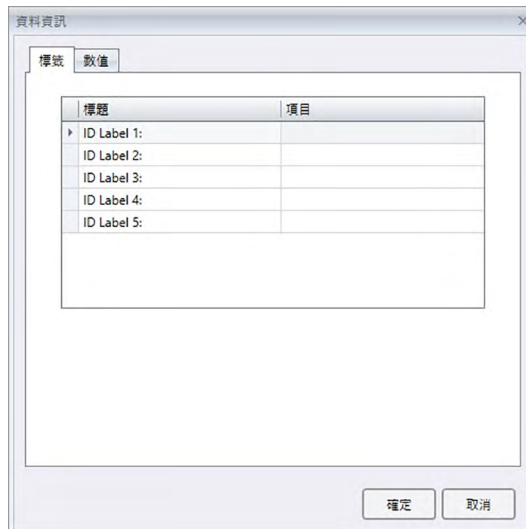 資料資訊
標籤 數值
標題 項目
ID Label 1:
ID Label 2:
ID Label 3:
ID Label 4:
ID Label 5:
確定 取消